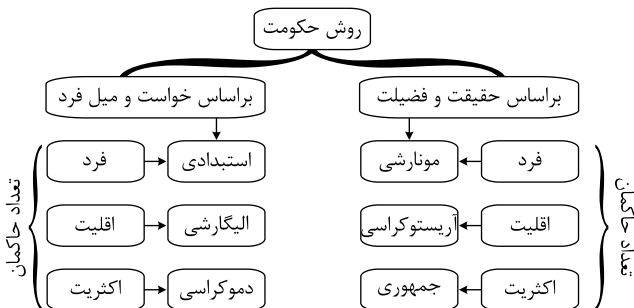 روش حکومت
براساس حقیقت و فضیلت
براساس خواست و میل فرد
فرد
مونارشی
استبدادی
فرد
اقلیت
آریستوکراسی
الیگارشی
اقلیت
اکثریت
جمهوری
دموکراسی
اکثریت
تعداد حاکمان
تعداد حاکمان